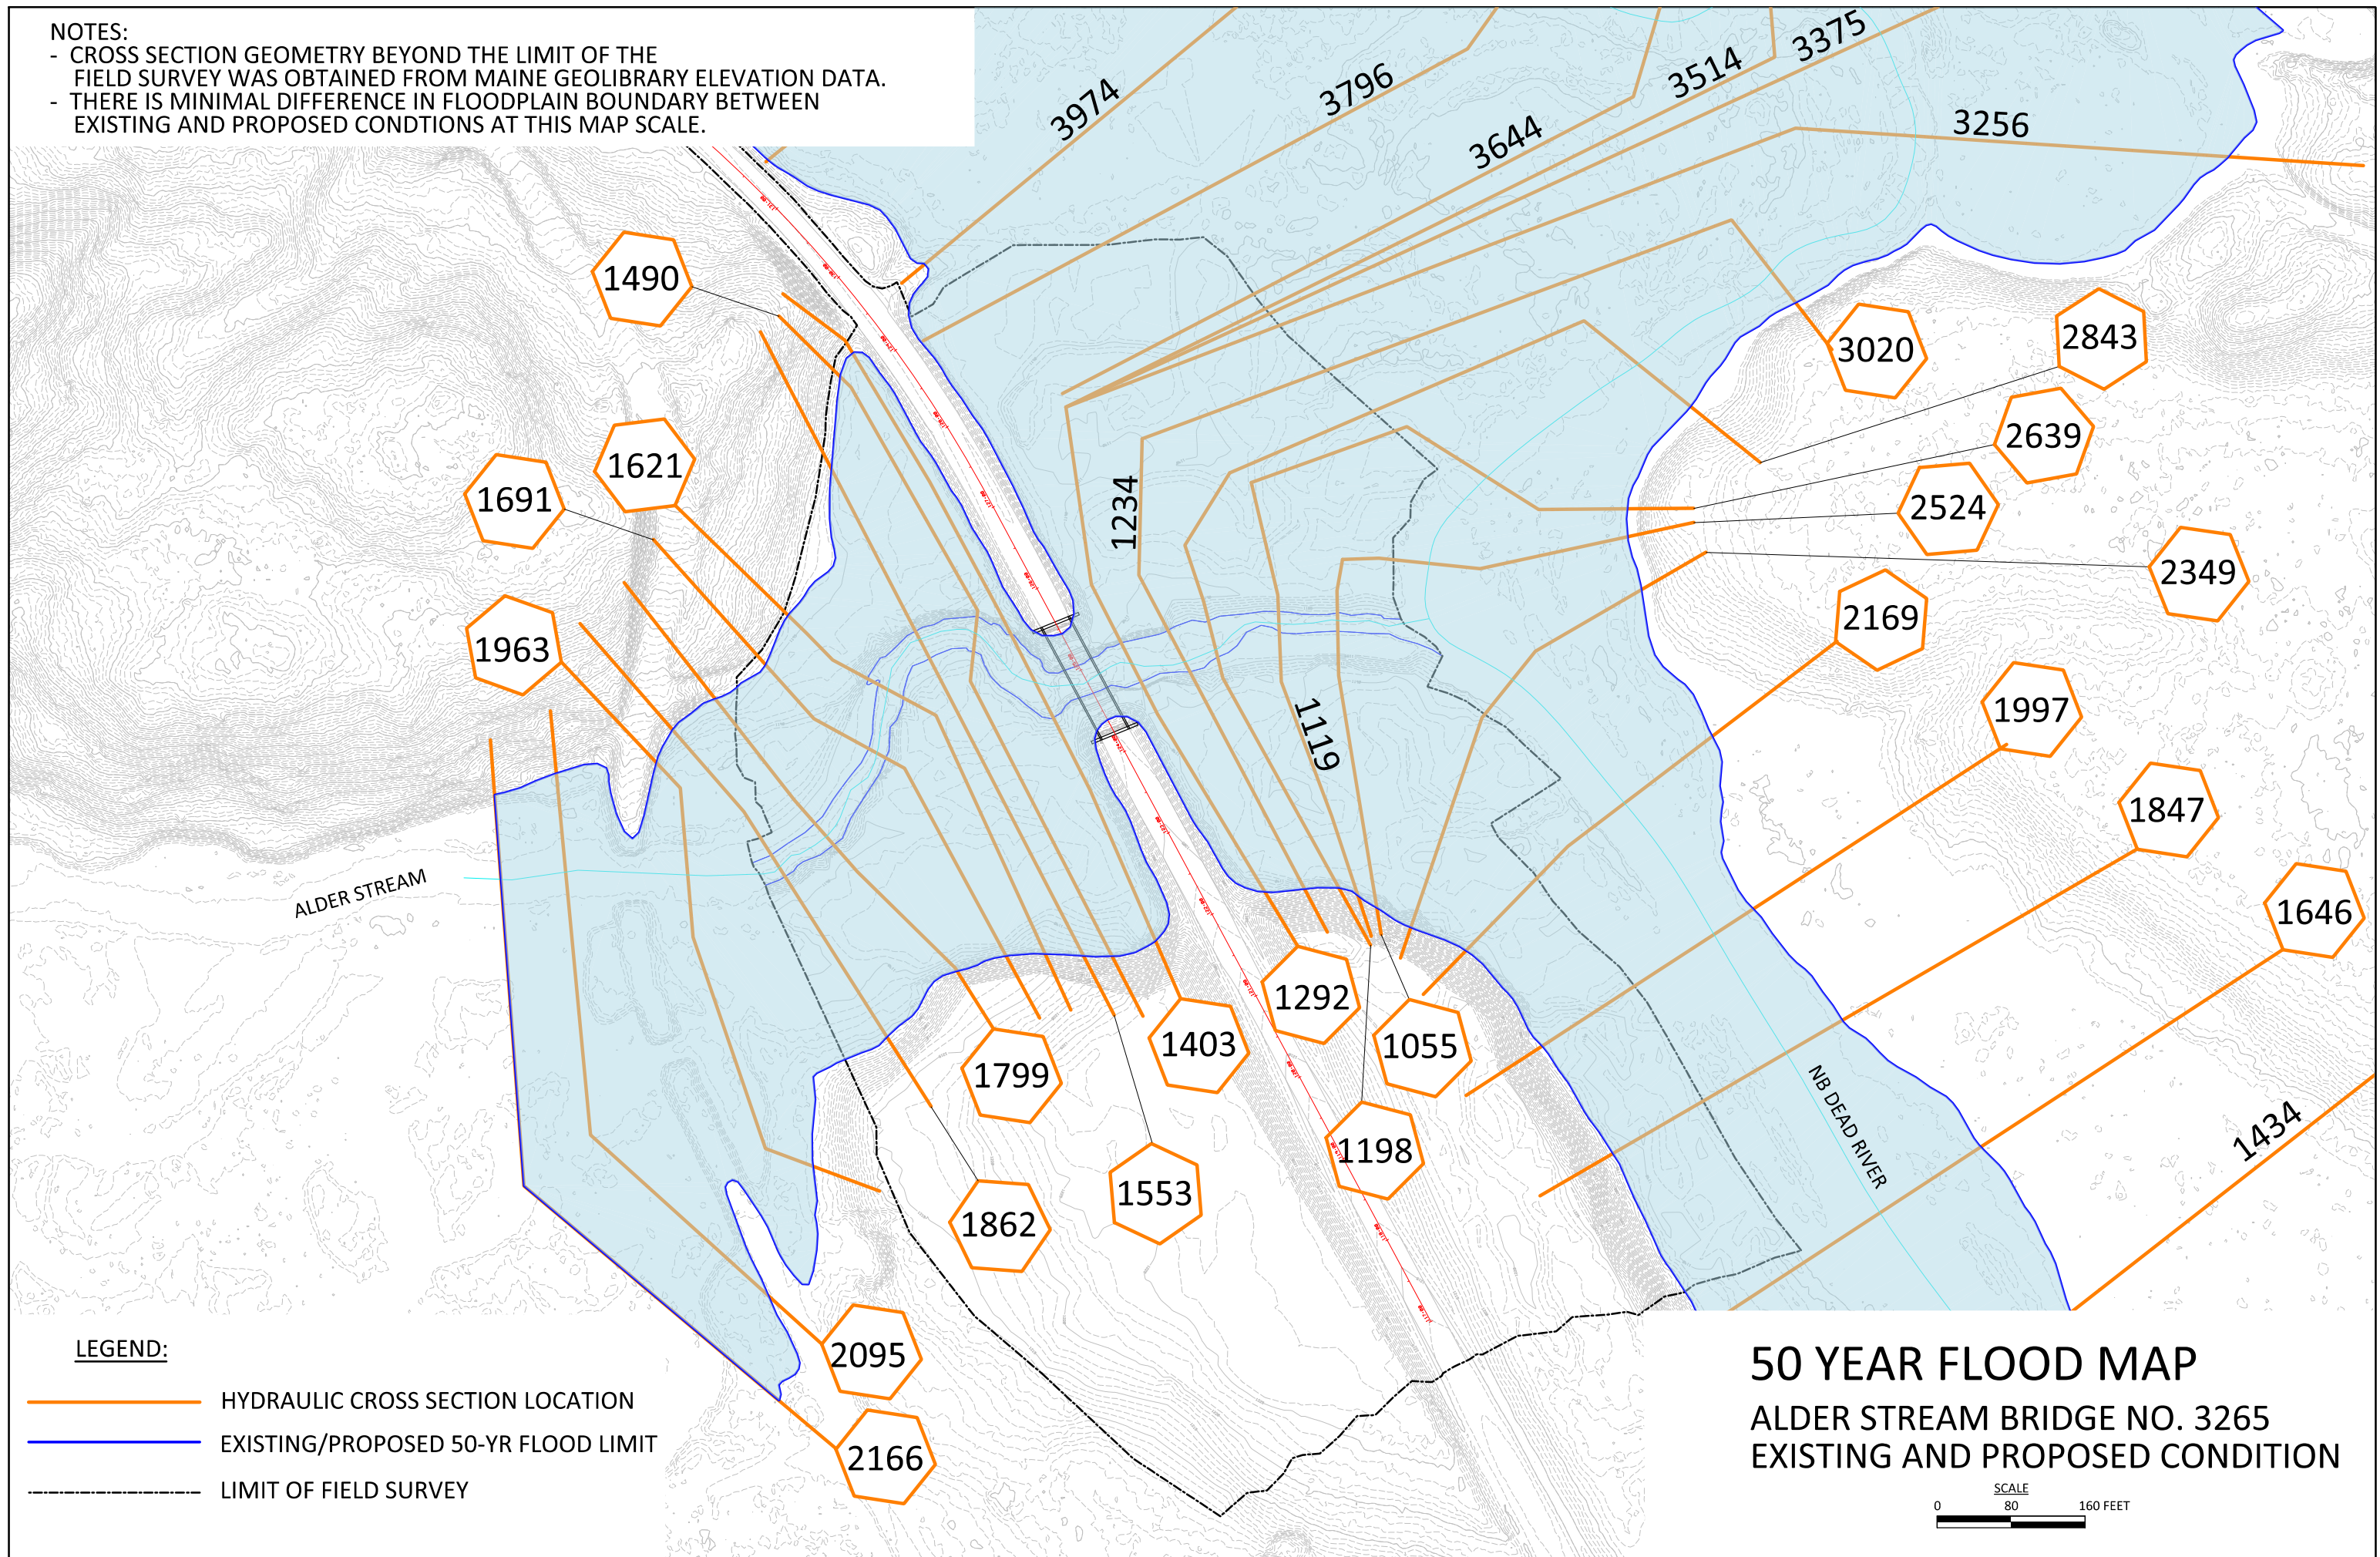 NOTES:
- CROSS SECTION GEOMETRY BEYOND THE LIMIT OF THE
FIELD SURVEY WAS OBTAINED FROM MAINE GEOLIBRARY ELEVATION DATA.
- THERE IS MINIMAL DIFFERENCE IN FLOODPLAIN BOUNDARY BETWEEN
EXISTING AND PROPOSED CONDTIONS AT THIS MAP SCALE.
3974
3796
3644
3514
3375
3256
1490
1621
1691
1963
1234
1119
3020
2843
2639
2524
2349
2169
1997
1847
1646
1434
ALDER STREAM
NB DEAD RIVER
1292
1055
1403
1799
1198
1553
1862
2095
2166
LEGEND:
HYDRAULIC CROSS SECTION LOCATION
EXISTING/PROPOSED 50-YR FLOOD LIMIT
LIMIT OF FIELD SURVEY
50 YEAR FLOOD MAP
ALDER STREAM BRIDGE NO. 3265
EXISTING AND PROPOSED CONDITION
SCALE
0 80 160 FEET